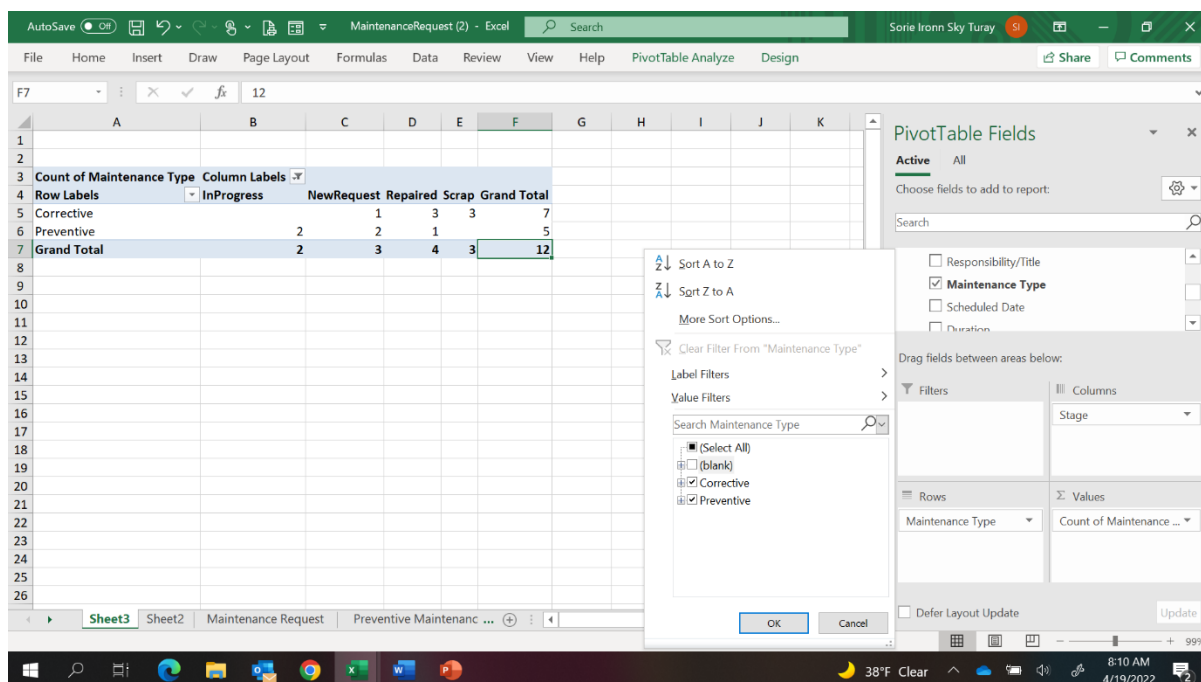 AutoSave Off MaintenanceRequest (2) - Excel Search Sorie Ironn Sky Turay SI
File Home Insert Draw Page Layout Formulas Data Review View Help PivotTable Analyze Design Share Comments
F7 fx 12
A B C D E F G H I J K
1
2
3 Count of Maintenance Type Column Labels
4 Row Labels InProgress NewRequest Repaired Scrap Grand Total
5 Corrective 1 3 3 7
6 Preventive 2 2 1 5
7 Grand Total 2 3 4 3 12
8
9
10
11
12
13
14
15
16
17
18
19
20
21
22
23
24
25
26
Sort A to Z
Sort Z to A
More Sort Options...
Clear Filter From "Maintenance Type"
Label Filters
Value Filters
Search Maintenance Type
(Select All)
(blank)
Corrective
Preventive
OK Cancel
PivotTable Fields
Active All
Choose fields to add to report:
Search
Responsibility/Title
Maintenance Type
Scheduled Date
Duration
Drag fields between areas below:
Filters Columns
Stage
Rows Σ Values
Maintenance Type Count of Maintenance ...
Defer Layout Update Update
Sheet3 Sheet2 Maintenance Request Preventive Maintenanc ...
99%
38°F Clear 8:10 AM
4/19/2022 2